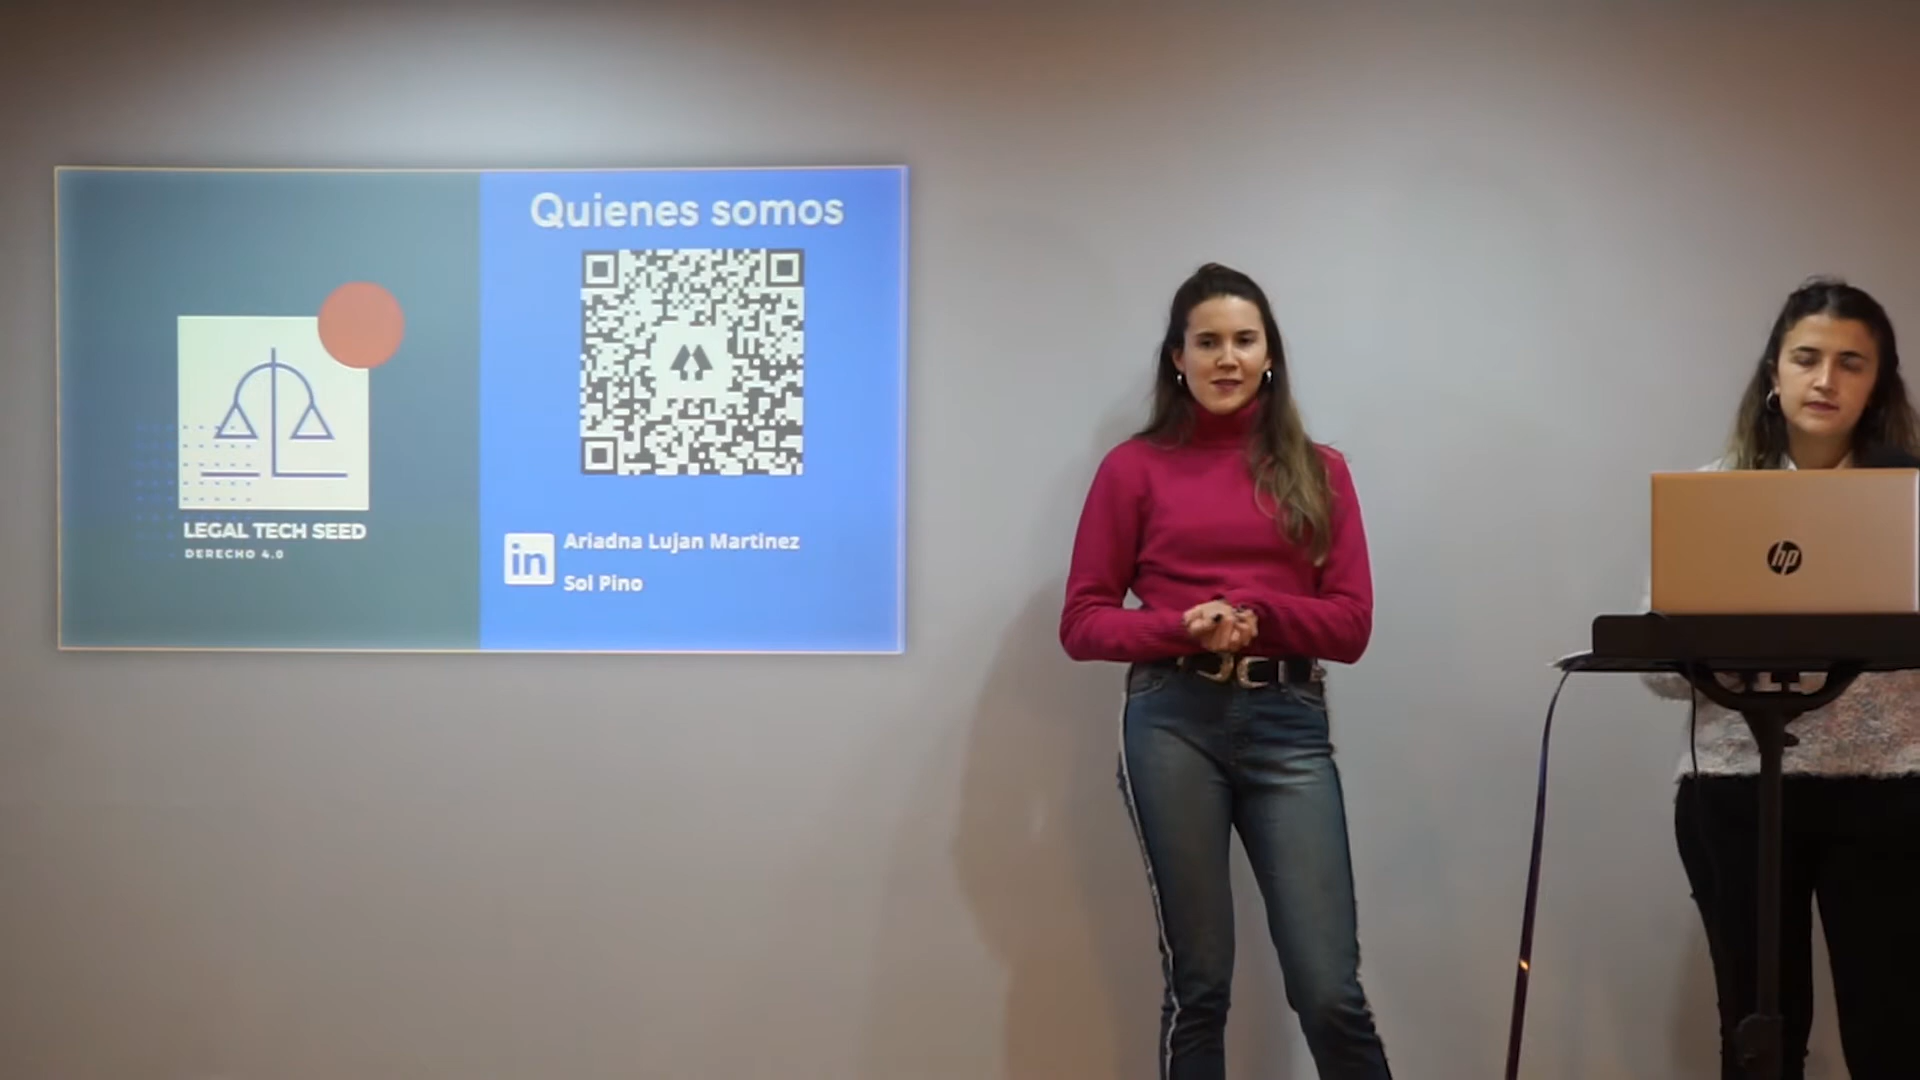 Quienes somos
LEGAL TECH SEED
DERECHO 4.0
in
Ariadna Lujan Martinez
Sol Pino
hp